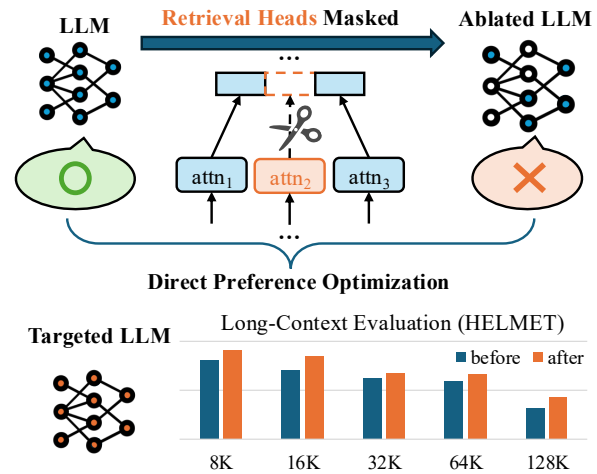 LLM
Retrieval Heads Masked
Ablated LLM
...
attn₁
attn₂
attn₃
...
Direct Preference Optimization
Targeted LLM
Long-Context Evaluation (HELMET)
before
after
8K
16K
32K
64K
128K